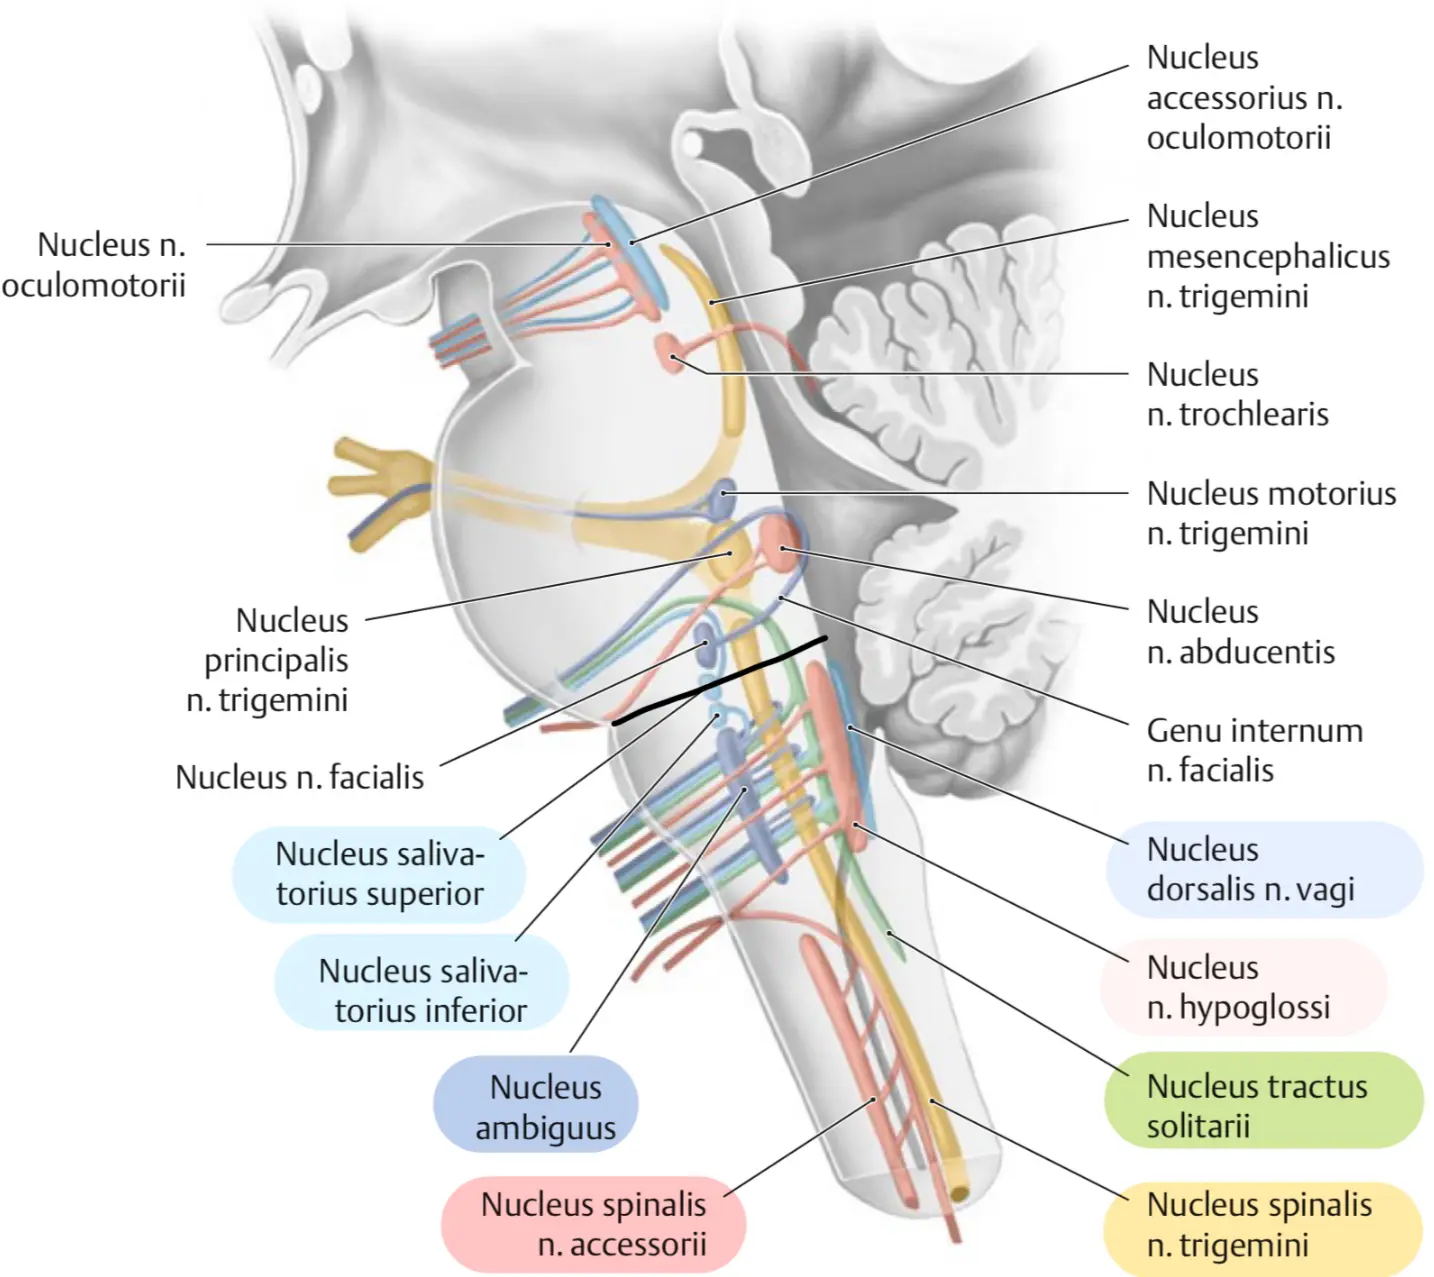 Nucleus
accessorius n.
oculomotorii
Nucleus n.
oculomotorii
Nucleus
mesencephalicus
n. trigemini
Nucleus
n. trochlearis
Nucleus motorius
n. trigemini
Nucleus
principalis
n. trigemini
Nucleus
n. abducentis
Genu internum
n. facialis
Nucleus n. facialis
Nucleus saliva-
torius superior
Nucleus
dorsalis n. vagi
Nucleus saliva-
torius inferior
Nucleus
n. hypoglossi
Nucleus
ambiguus
Nucleus tractus
solitarii
Nucleus spinalis
n. accessorii
Nucleus spinalis
n. trigemini